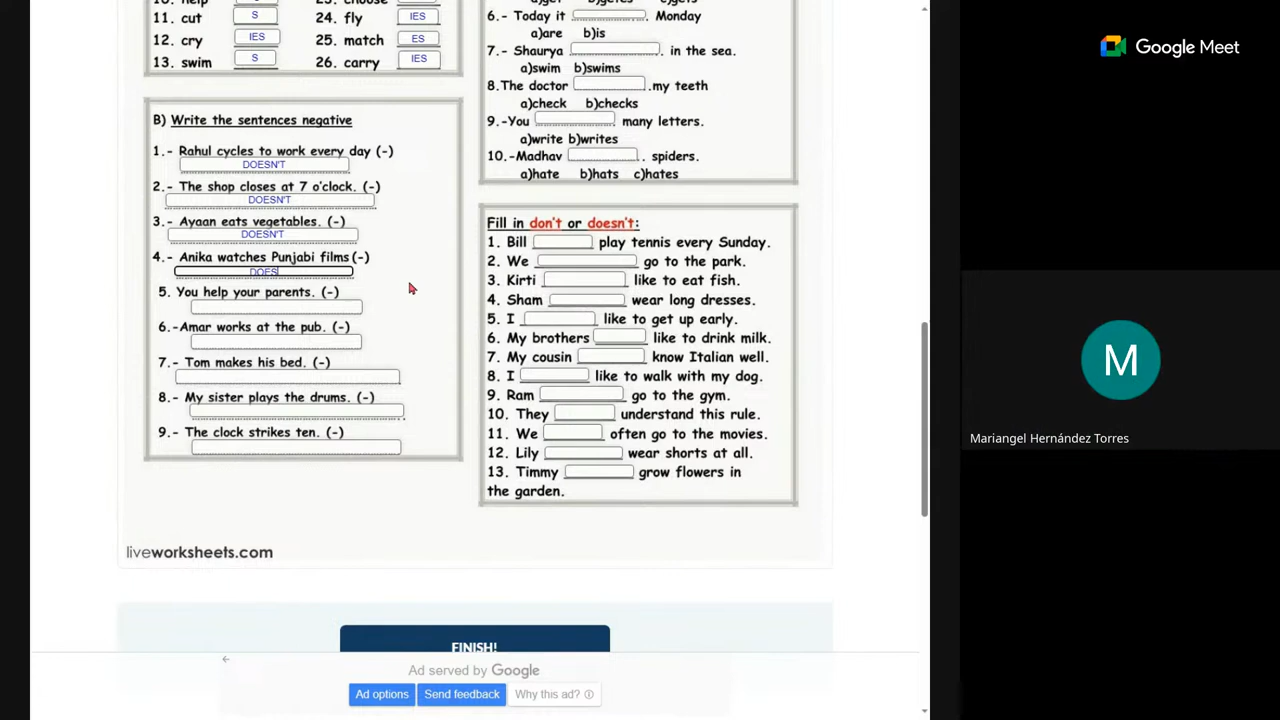 11. cut S 24. fly IES
12. cry IES 25. match ES
13. swim S 26. carry IES
B) Write the sentences negative
1.- Rahul cycles to work every day (-)
DOESN'T
2.- The shop closes at 7 o'clock. (-)
DOESN'T
3.- Ayaan eats vegetables. (-)
DOESN'T
4.- Anika watches Punjabi films (-)
DOES
5. You help your parents. (-)
6.-Amar works at the pub. (-)
7.- Tom makes his bed. (-)
8.- My sister plays the drums. (-)
9.- The clock strikes ten. (-)
6.- Today it . Monday
a)are b)is
7.- Shaurya . in the sea.
a)swim b)swims
8.The doctor .my teeth
a)check b)checks
9.-You many letters.
a)write b)writes
10.-Madhav . spiders.
a)hate b)hats c)hates
Fill in don't or doesn't:
1. Bill play tennis every Sunday.
2. We go to the park.
3. Kirti like to eat fish.
4. Sham wear long dresses.
5. I like to get up early.
6. My brothers like to drink milk.
7. My cousin know Italian well.
8. I like to walk with my dog.
9. Ram go to the gym.
10. They understand this rule.
11. We often go to the movies.
12. Lily wear shorts at all.
13. Timmy grow flowers in
the garden.
liveworksheets.com
FINISH!
Ad served by Google
Ad options Send feedback Why this ad?
Google Meet
M
Mariangel Hernández Torres